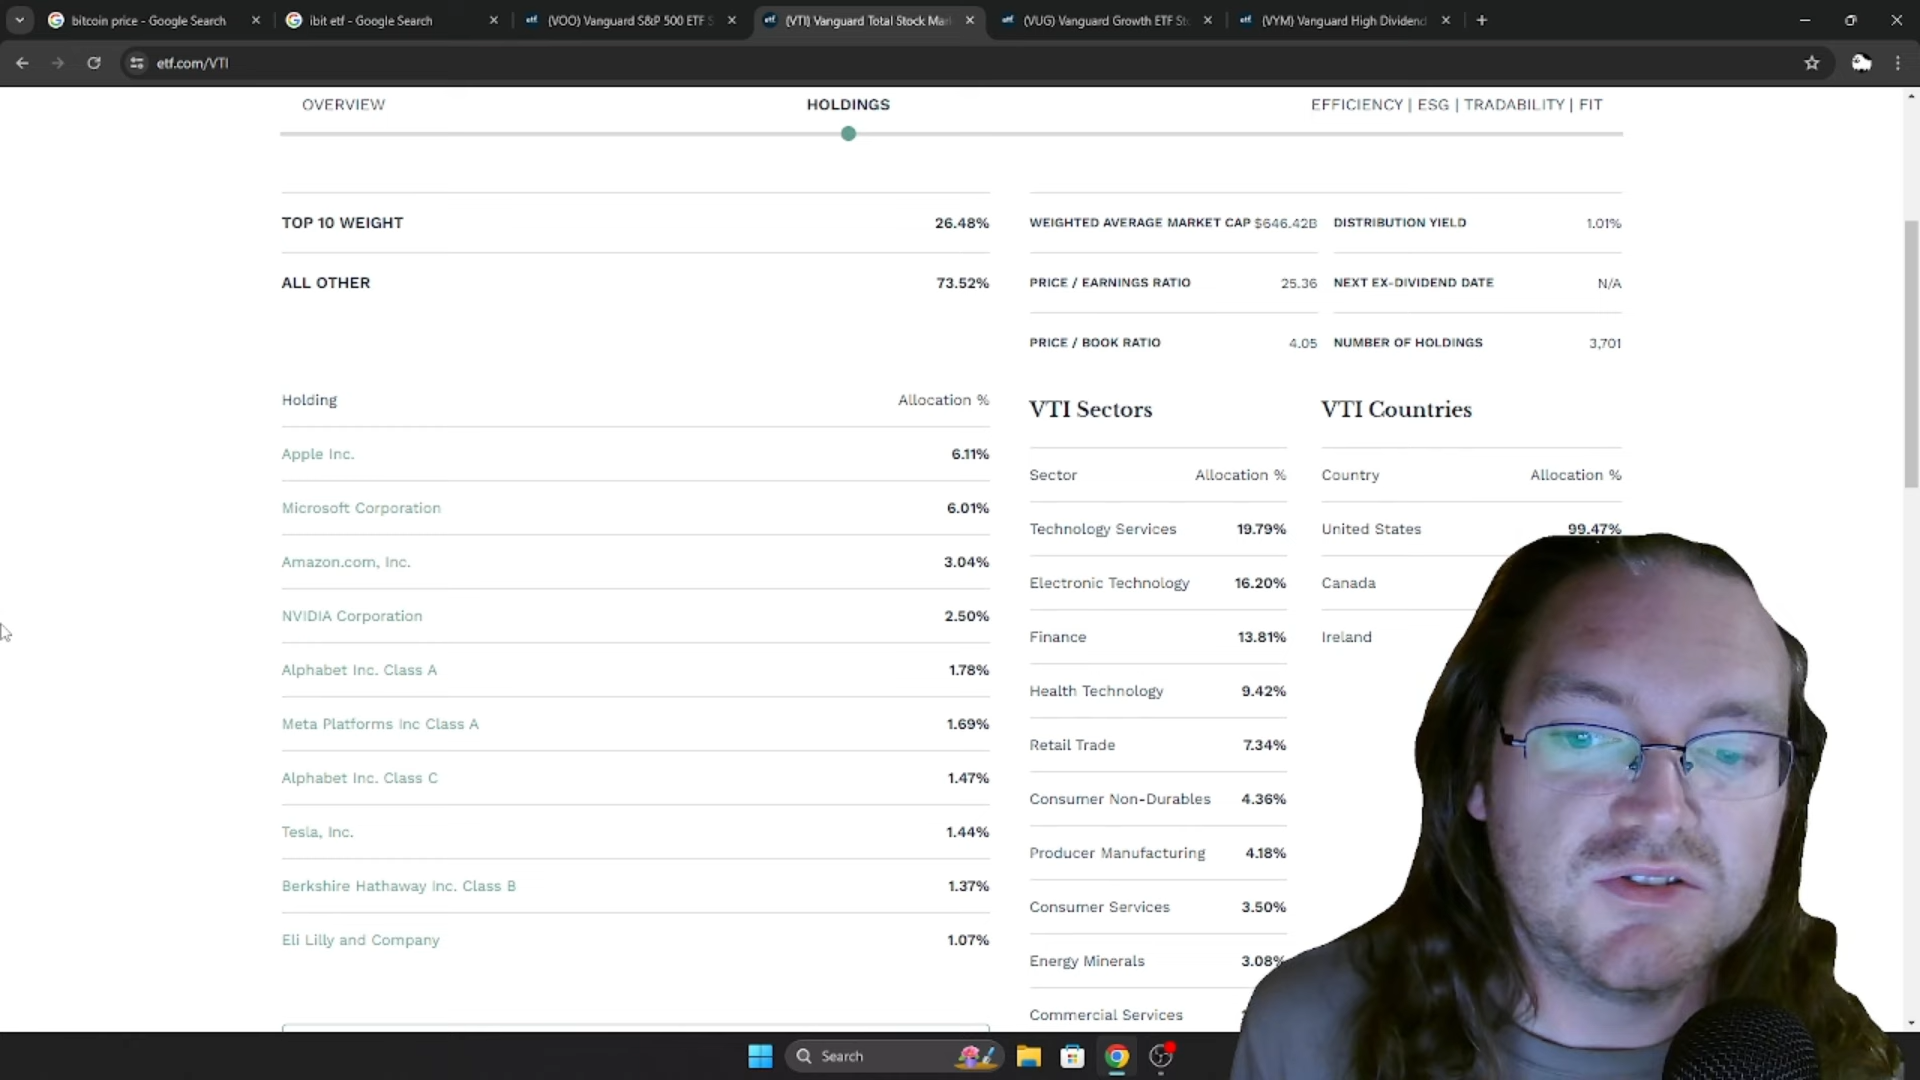 bitcoin price - Google Search
ibit etf - Google Search
(VOO) Vanguard S&P 500 ETF S
(VTI) Vanguard Total Stock Mar
(VUG) Vanguard Growth ETF Sto
(VYM) Vanguard High Dividend
etf.com/VTI
OVERVIEW
HOLDINGS
EFFICIENCY | ESG | TRADABILITY | FIT
TOP 10 WEIGHT 26.48%
ALL OTHER 73.52%
WEIGHTED AVERAGE MARKET CAP $646.42B
DISTRIBUTION YIELD 1.01%
PRICE / EARNINGS RATIO 25.36
NEXT EX-DIVIDEND DATE N/A
PRICE / BOOK RATIO 4.05
NUMBER OF HOLDINGS 3,701
Holding Allocation %
Apple Inc. 6.11%
Microsoft Corporation 6.01%
Amazon.com, Inc. 3.04%
NVIDIA Corporation 2.50%
Alphabet Inc. Class A 1.78%
Meta Platforms Inc Class A 1.69%
Alphabet Inc. Class C 1.47%
Tesla, Inc. 1.44%
Berkshire Hathaway Inc. Class B 1.37%
Eli Lilly and Company 1.07%
VTI Sectors
Sector Allocation %
Technology Services 19.79%
Electronic Technology 16.20%
Finance 13.81%
Health Technology 9.42%
Retail Trade 7.34%
Consumer Non-Durables 4.36%
Producer Manufacturing 4.18%
Consumer Services 3.50%
Energy Minerals 3.08%
Commercial Services
VTI Countries
Country Allocation %
United States 99.47%
Canada
Ireland
Search